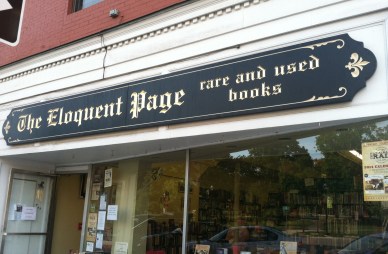 The Eloquent Page
rare and used
books